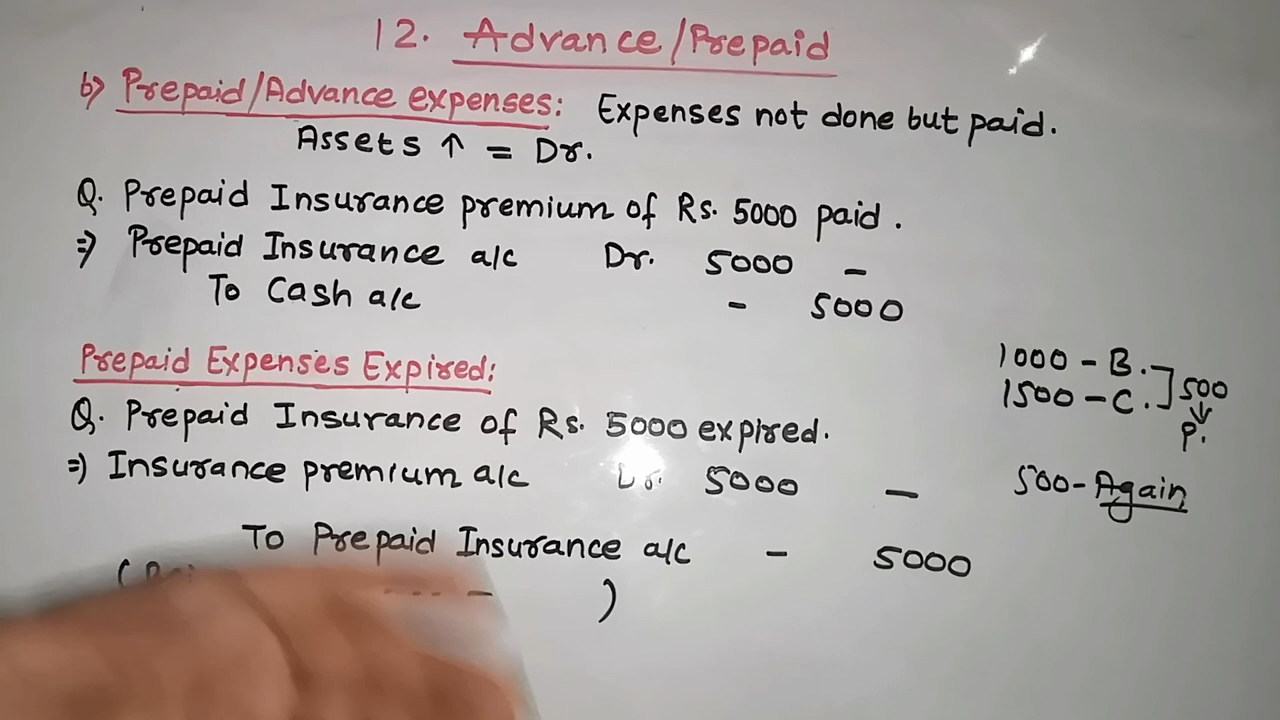 12. Advance/Prepaid
b) Prepaid/Advance expenses: Expenses not done but paid.
Assets ↑ = Dr.
Q. Prepaid Insurance premium of Rs. 5000 paid.
⇒ Prepaid Insurance a/c Dr. 5000 -
To Cash a/c - 5000
Prepaid Expenses Expired:
Q. Prepaid Insurance of Rs. 5000 expired.
⇒ Insurance premium a/c Dr. 5000 -
To Prepaid Insurance a/c - 5000
( )
1000 - B.
1500 - C.
] 500
↓
P.
500 - Again